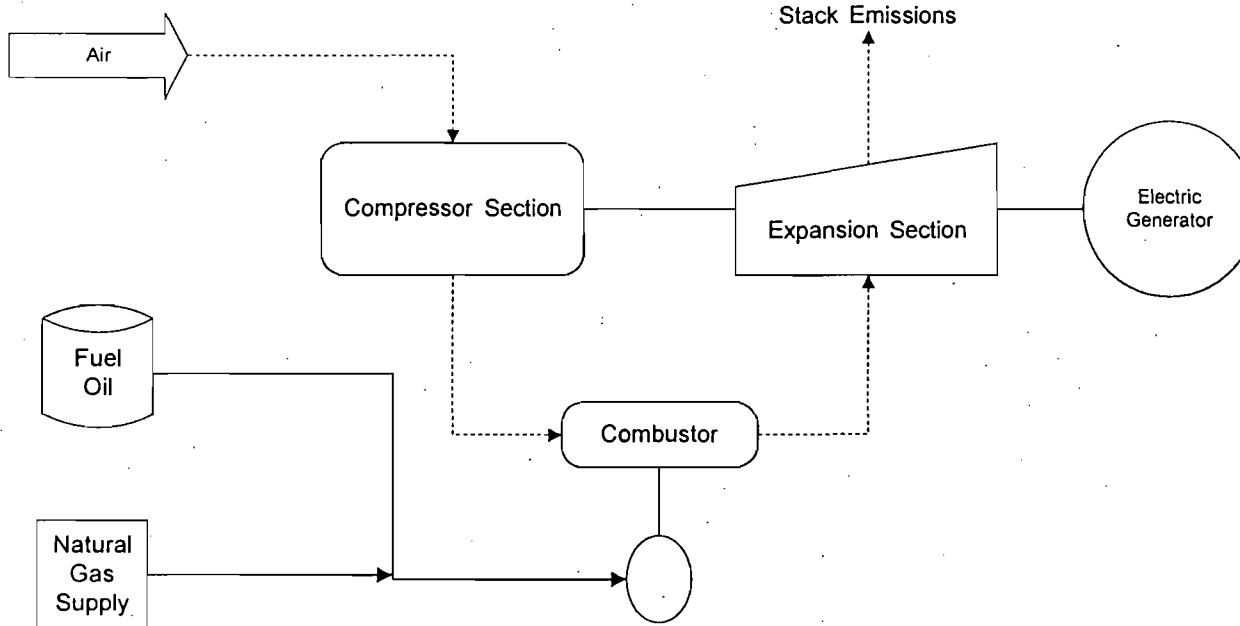 Stack Emissions
Air
Compressor Section
Expansion Section
Electric
Generator
Fuel
Oil
Combustor
Natural
Gas
Supply